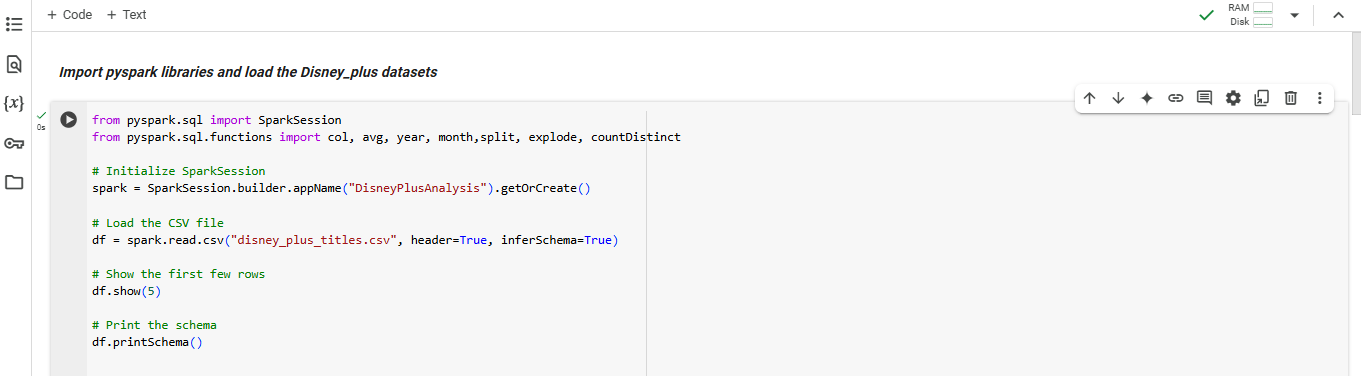 + Code + Text
RAM
Disk
Import pyspark libraries and load the Disney_plus datasets
{x}
0s
from pyspark.sql import SparkSession
from pyspark.sql.functions import col, avg, year, month,split, explode, countDistinct
# Initialize SparkSession
spark = SparkSession.builder.appName("DisneyPlusAnalysis").getOrCreate()
# Load the CSV file
df = spark.read.csv("disney_plus_titles.csv", header=True, inferSchema=True)
# Show the first few rows
df.show(5)
# Print the schema
df.printSchema()